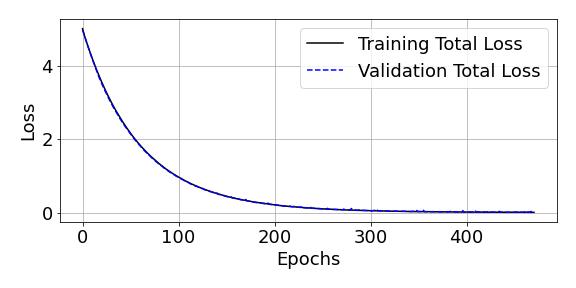 Training Total Loss
Validation Total Loss
4
2
0
Loss
0 100 200 300 400
Epochs